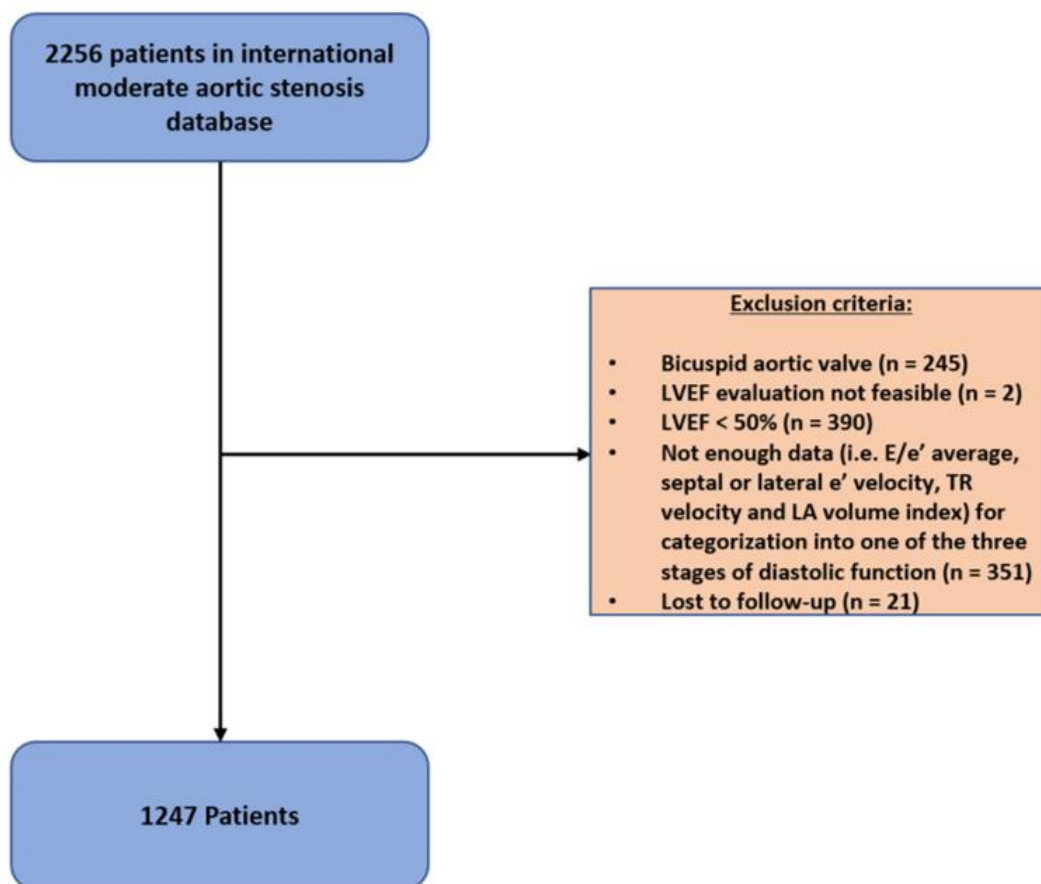 2256 patients in international
moderate aortic stenosis
database
Exclusion criteria:
• Bicuspid aortic valve (n = 245)
• LVEF evaluation not feasible (n = 2)
• LVEF < 50% (n = 390)
• Not enough data (i.e. E/e’ average,
septal or lateral e’ velocity, TR
velocity and LA volume index) for
categorization into one of the three
stages of diastolic function (n = 351)
• Lost to follow-up (n = 21)
1247 Patients